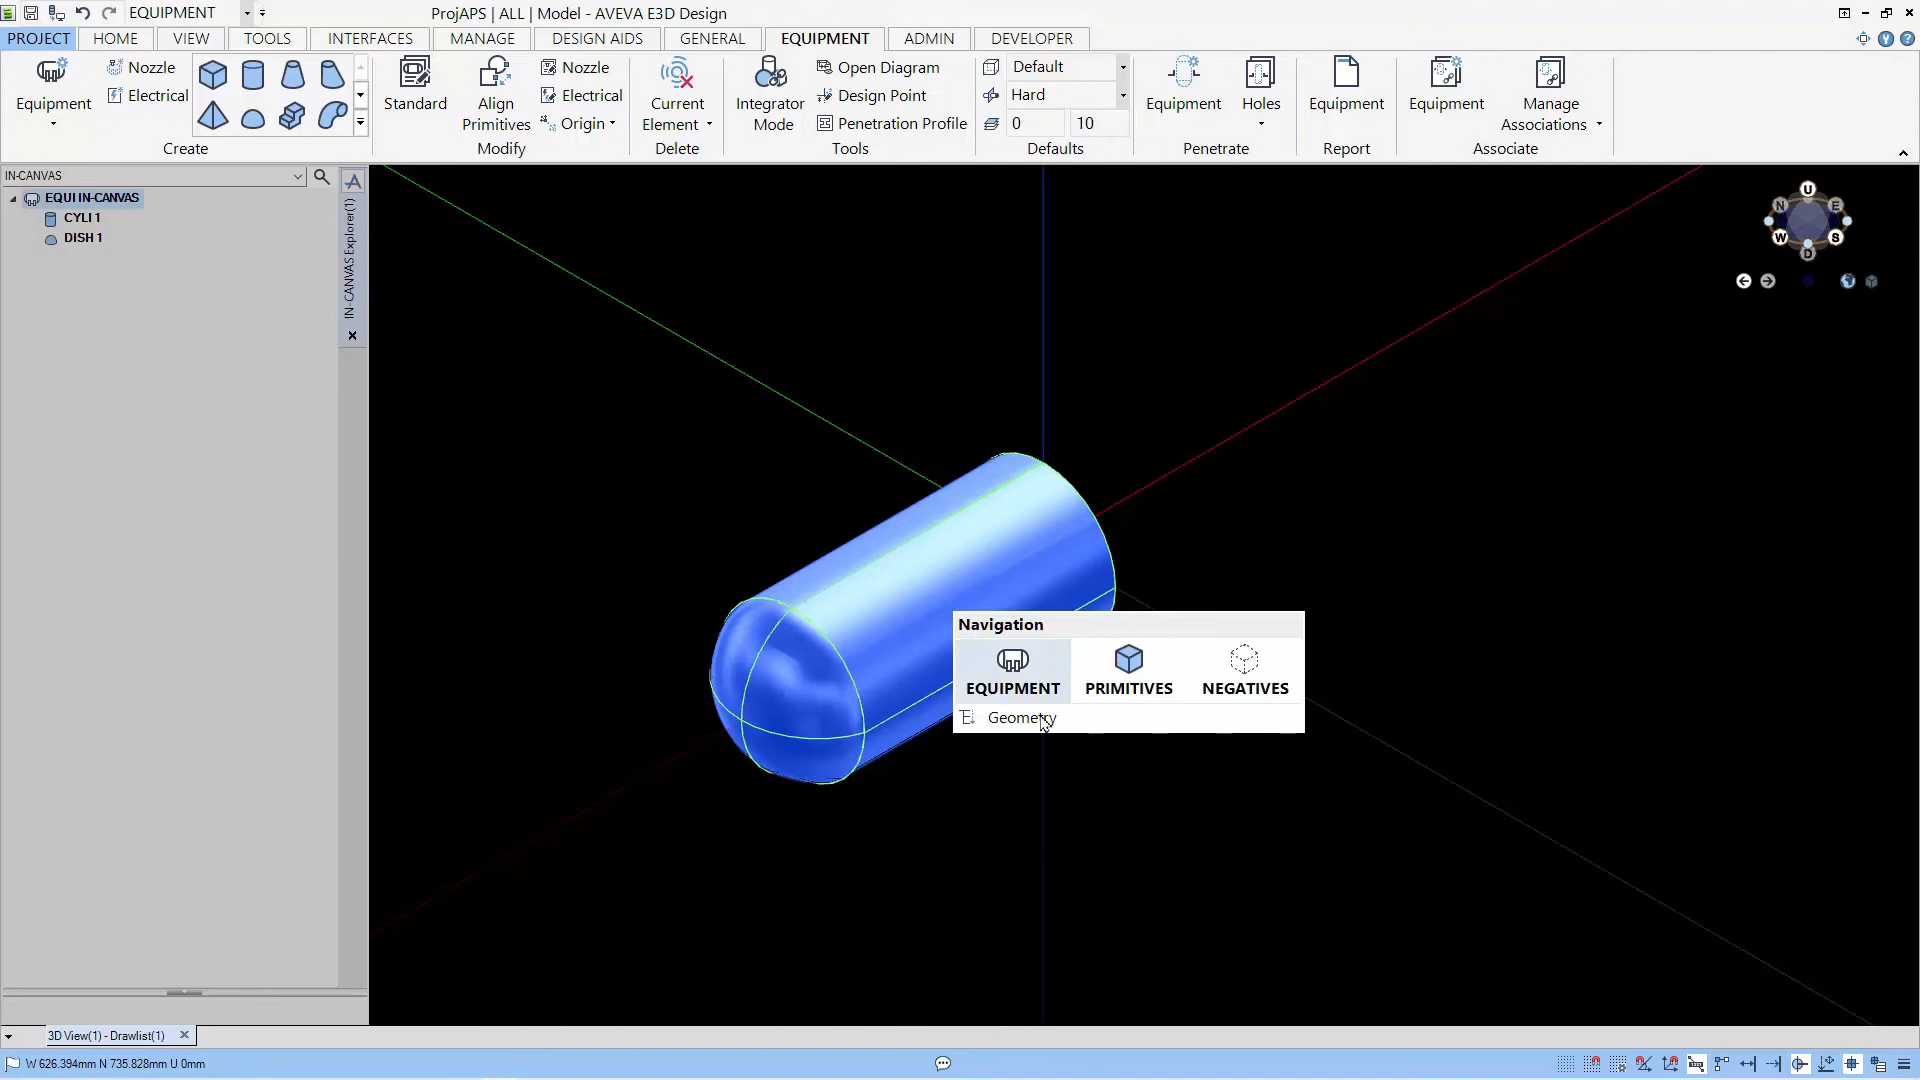 EQUIPMENT
ProjAPS | ALL | Model - AVEVA E3D Design
PROJECT HOME VIEW TOOLS INTERFACES MANAGE DESIGN AIDS GENERAL EQUIPMENT ADMIN DEVELOPER
Equipment
Nozzle
Electrical
Create
Standard
Align
Primitives
Nozzle
Electrical
Origin
Modify
Current
Element
Delete
Integrator
Mode
Open Diagram
Design Point
Penetration Profile
Tools
Default
Hard
0 10
Defaults
Equipment
Holes
Penetrate
Equipment
Report
Equipment
Manage
Associations
Associate
IN-CANVAS
EQUI IN-CANVAS
CYLI 1
DISH 1
IN-CANVAS Explorer(1)
U
N E
W S
D
Navigation
EQUIPMENT PRIMITIVES NEGATIVES
Geometry
3D View(1) - Drawlist(1)
W 626.394mm N 735.828mm U 0mm